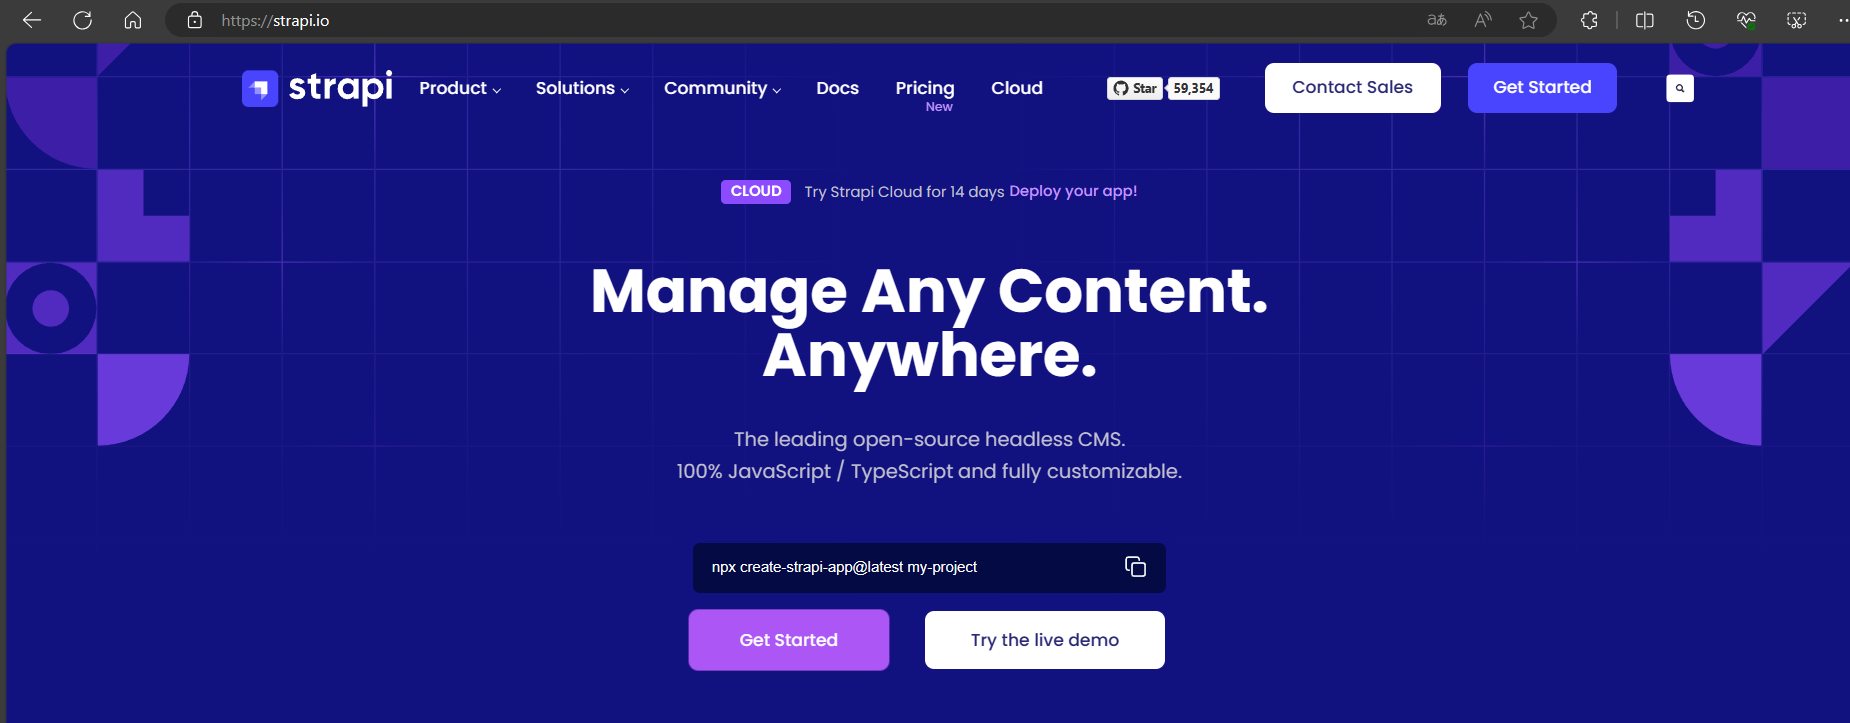 https://strapi.io
strapi Product Solutions Community Docs Pricing Cloud Star 59,354 Contact Sales Get Started
New
CLOUD Try Strapi Cloud for 14 days Deploy your app!
Manage Any Content.
Anywhere.
The leading open-source headless CMS.
100% JavaScript / TypeScript and fully customizable.
npx create-strapi-app@latest my-project
Get Started Try the live demo